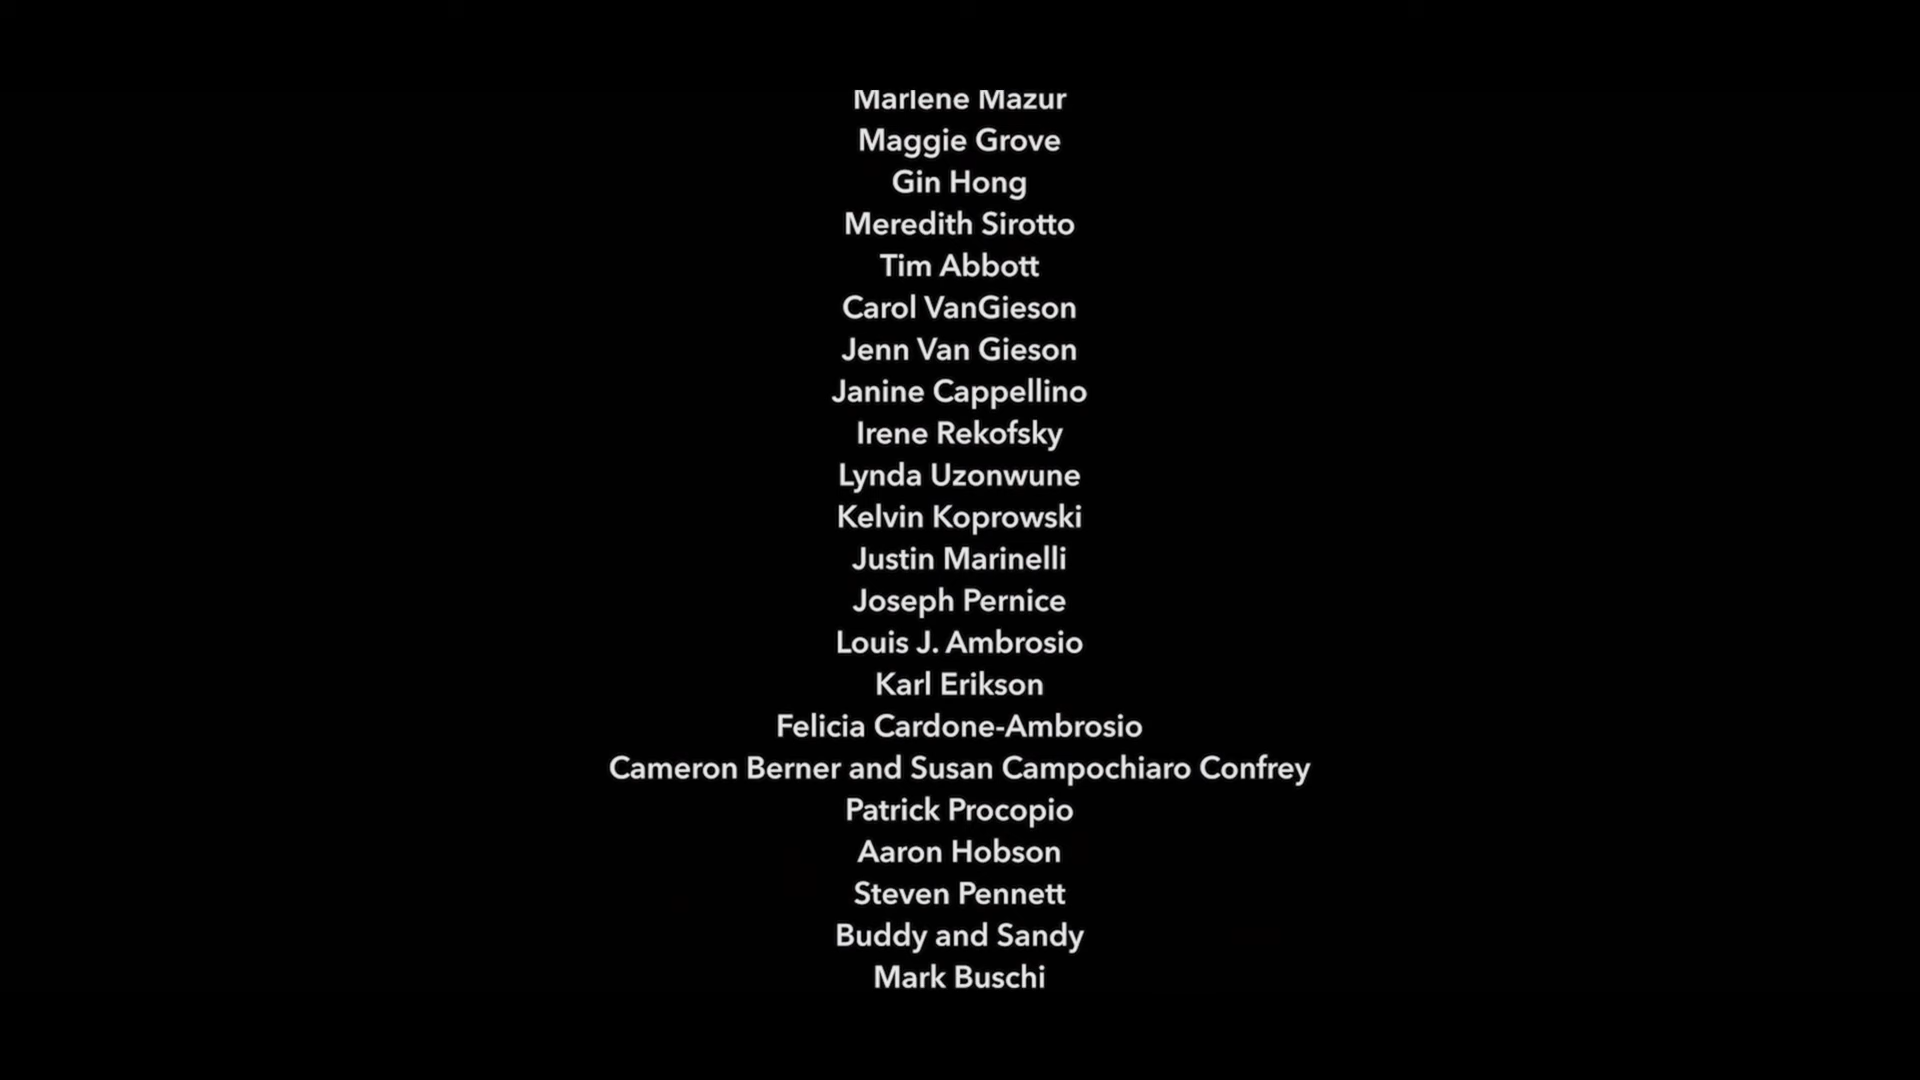 Marlene Mazur
Maggie Grove
Gin Hong
Meredith Sirotto
Tim Abbott
Carol VanGieson
Jenn Van Gieson
Janine Cappellino
Irene Rekofsky
Lynda Uzonwune
Kelvin Koprowski
Justin Marinelli
Joseph Pernice
Louis J. Ambrosio
Karl Erikson
Felicia Cardone-Ambrosio
Cameron Berner and Susan Campochiaro Confrey
Patrick Procopio
Aaron Hobson
Steven Pennett
Buddy and Sandy
Mark Buschi